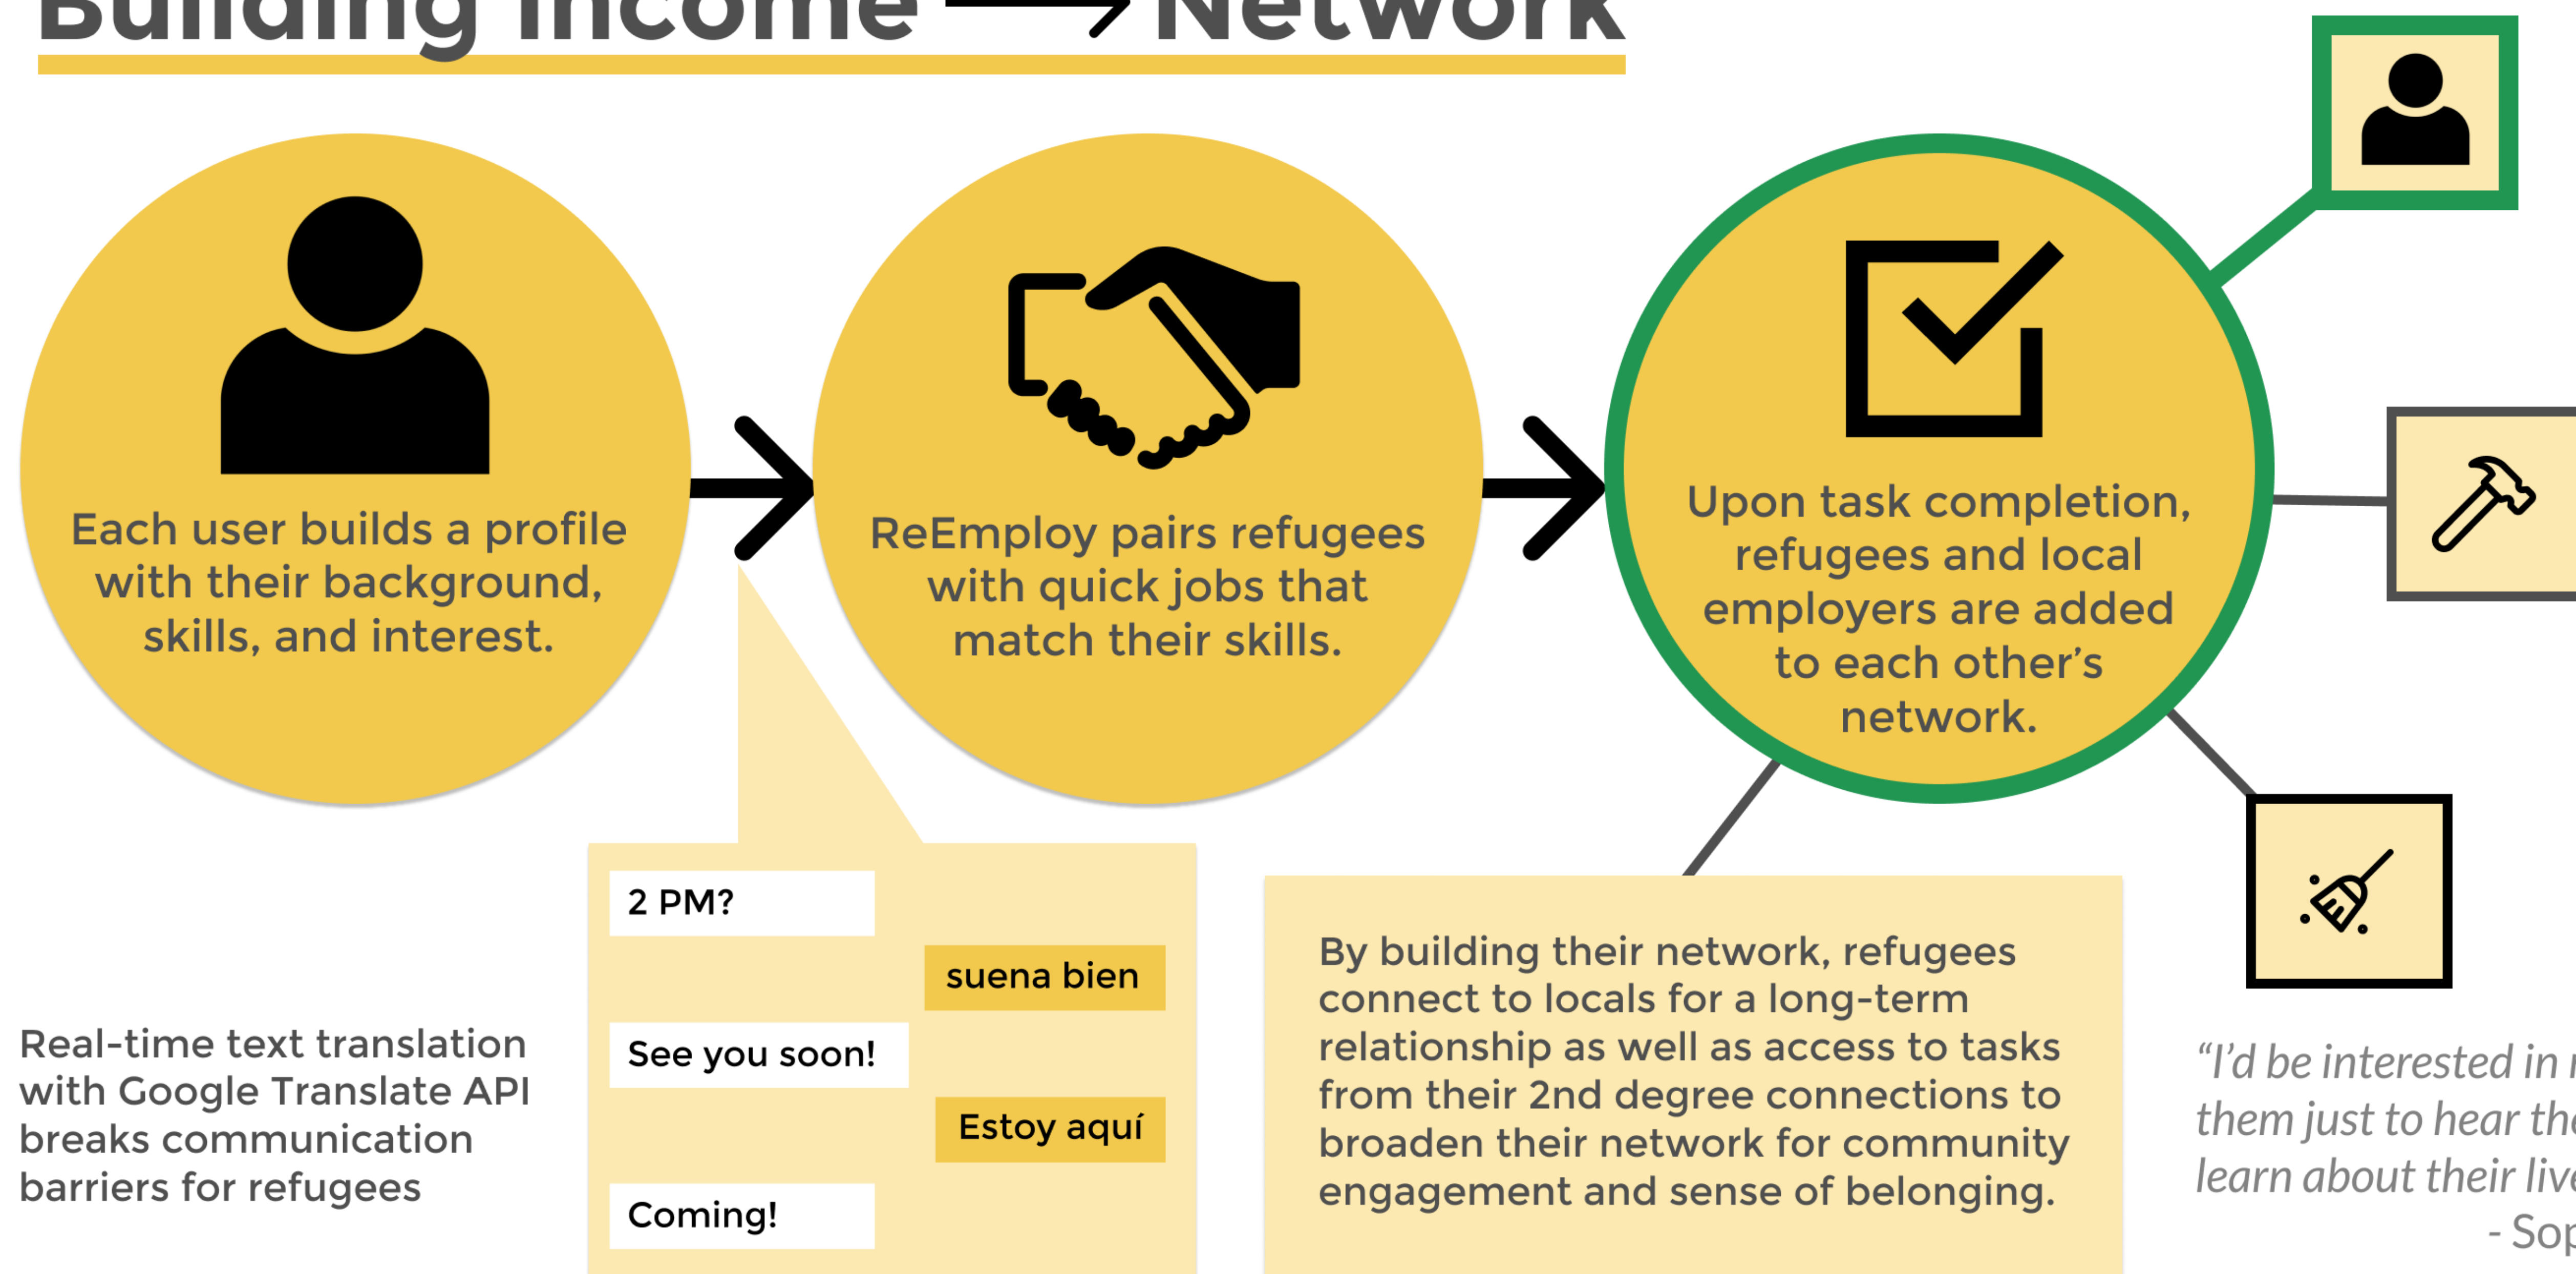 Building Income → Network
Each user builds a profile
with their background,
skills, and interest.
ReEmploy pairs refugees
with quick jobs that
match their skills.
Upon task completion,
refugees and local
employers are added
to each other’s
network.
Real-time text translation
with Google Translate API
breaks communication
barriers for refugees
2 PM?
suena bien
See you soon!
Estoy aquí
Coming!
By building their network, refugees
connect to locals for a long-term
relationship as well as access to tasks
from their 2nd degree connections to
broaden their network for community
engagement and sense of belonging.
“I’d be interested in
them just to hear
learn about their